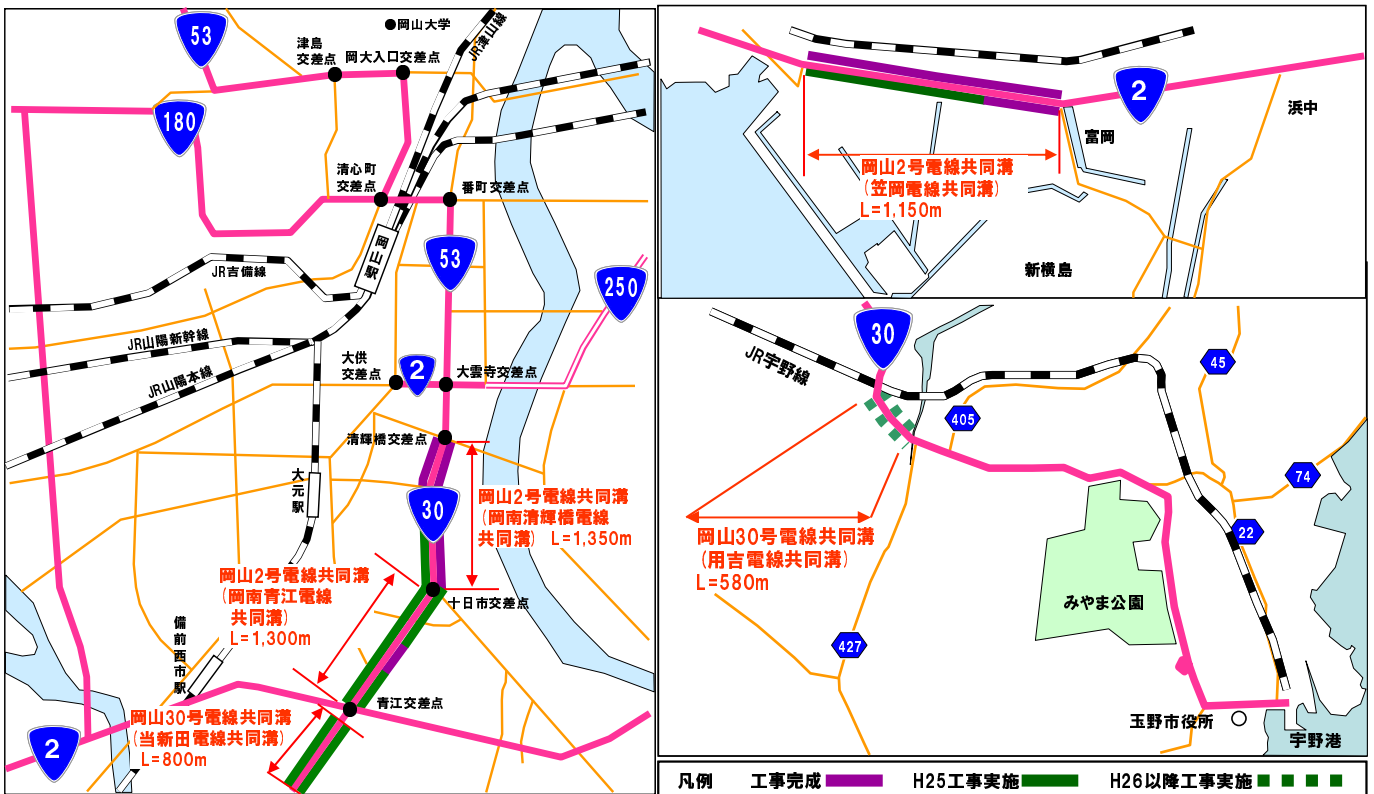 53
岡山大学
JR津山線
津島
交差点
岡大入口交差点
180
清心町
交差点
番町交差点
岡山駅
53
JR吉備線
250
JR山陽新幹線
JR山陽本線
大供
交差点
2
大雲寺交差点
清輝橋交差点
大元駅
30
岡山2号電線共同溝
(岡南清輝橋電線
共同溝) L=1,350m
岡山2号電線共同溝
(岡南青江電線
共同溝)
L=1,300m
十日市交差点
備前西市駅
青江交差点
岡山30号電線共同溝
(当新田電線共同溝)
L=800m
2
2
浜中
富岡
岡山2号電線共同溝
(笠岡電線共同溝)
L=1,150m
新横島
30
JR宇野線
45
405
74
22
岡山30号電線共同溝
(用吉電線共同溝)
L=580m
みやま公園
427
玉野市役所
宇野港
凡例 工事完成 H25工事実施 H26以降工事実施